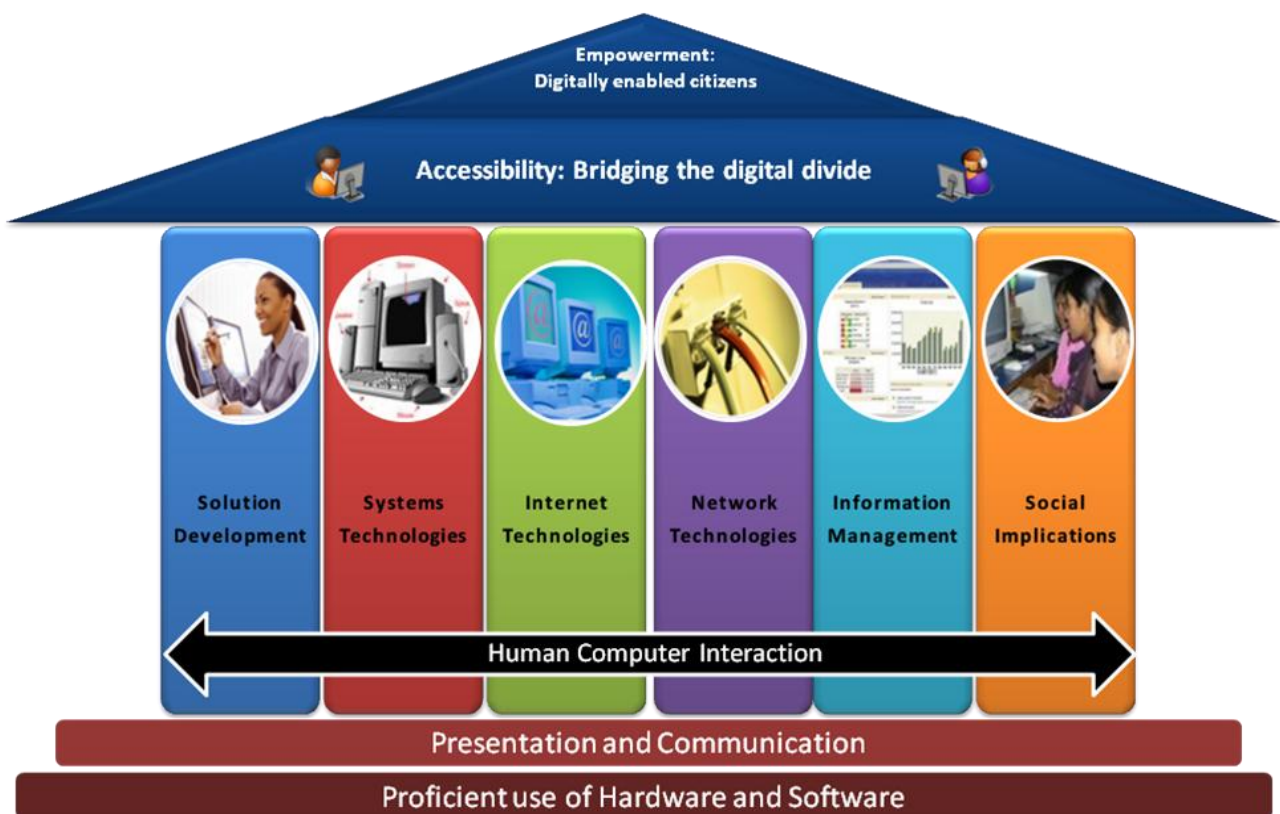 Empowerment:
Digitally enabled citizens
Accessibility: Bridging the digital divide
Solution
Development
Systems
Technologies
Internet
Technologies
Network
Technologies
Information
Management
Social
Implications
Human Computer Interaction
Presentation and Communication
Proficient use of Hardware and Software